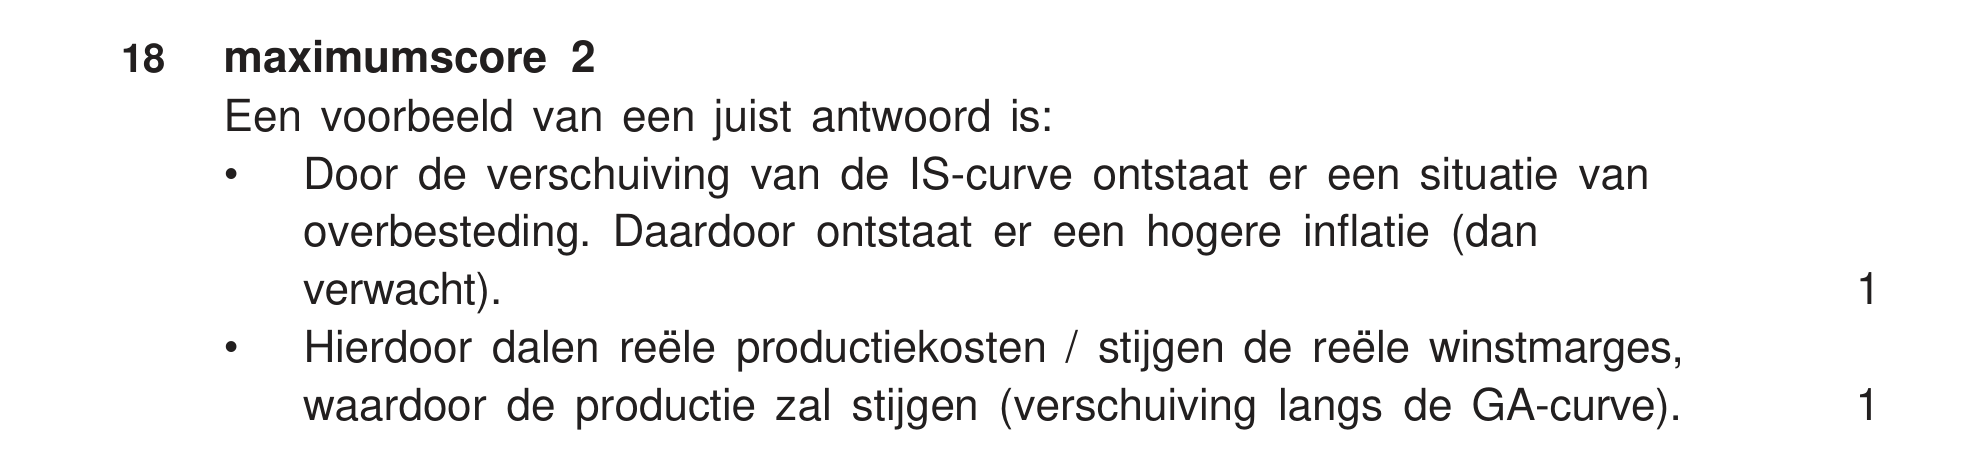 18 maximumscore 2
Een voorbeeld van een juist antwoord is:
• Door de verschuiving van de IS-curve ontstaat er een situatie van
overbesteding. Daardoor ontstaat er een hogere inflatie (dan
verwacht). 1
• Hierdoor dalen reële productiekosten / stijgen de reële winstmarges,
waardoor de productie zal stijgen (verschuiving langs de GA-curve). 1